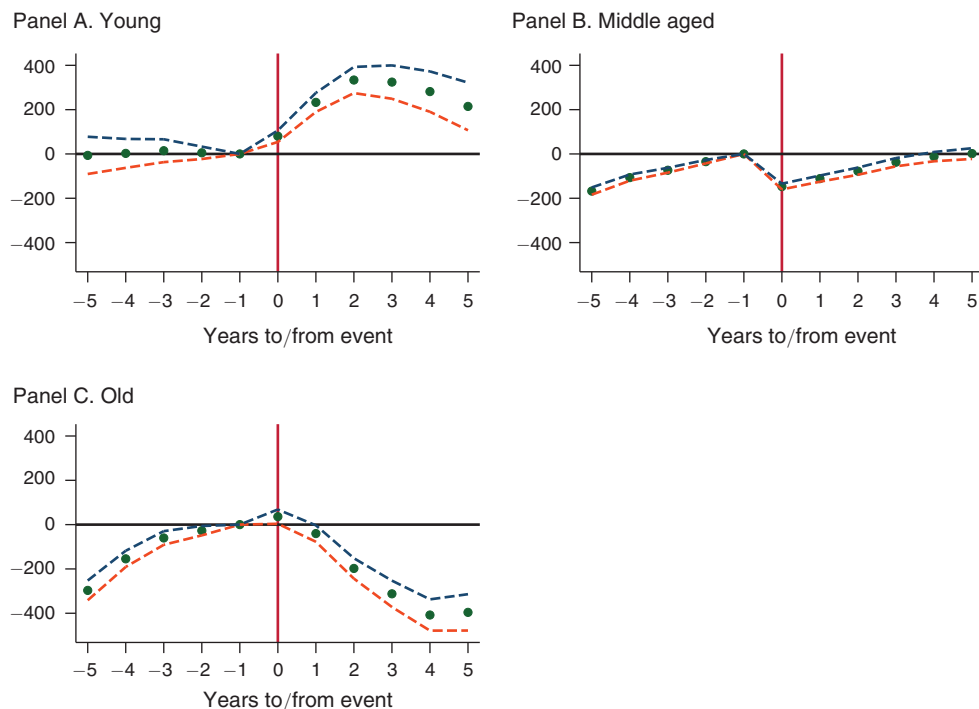 Panel A. Young
400
200
0
−200
−400
−5 −4 −3 −2 −1 0 1 2 3 4 5
Years to/from event
Panel B. Middle aged
400
200
0
−200
−400
−5 −4 −3 −2 −1 0 1 2 3 4 5
Years to/from event
Panel C. Old
400
200
0
−200
−400
−5 −4 −3 −2 −1 0 1 2 3 4 5
Years to/from event